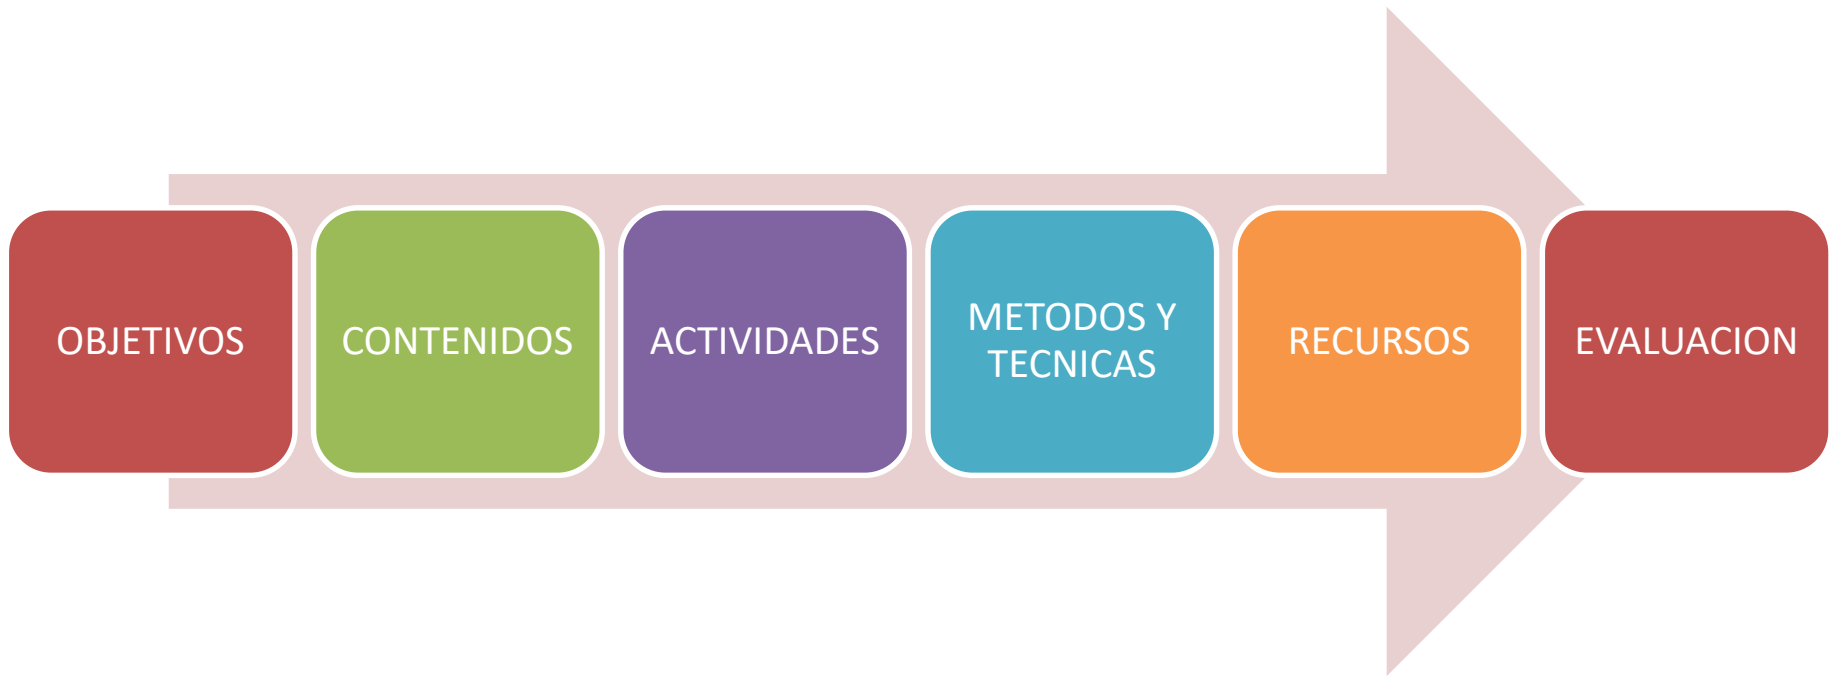 OBJETIVOS
CONTENIDOS
ACTIVIDADES
METODOS Y
TECNICAS
RECURSOS
EVALUACION